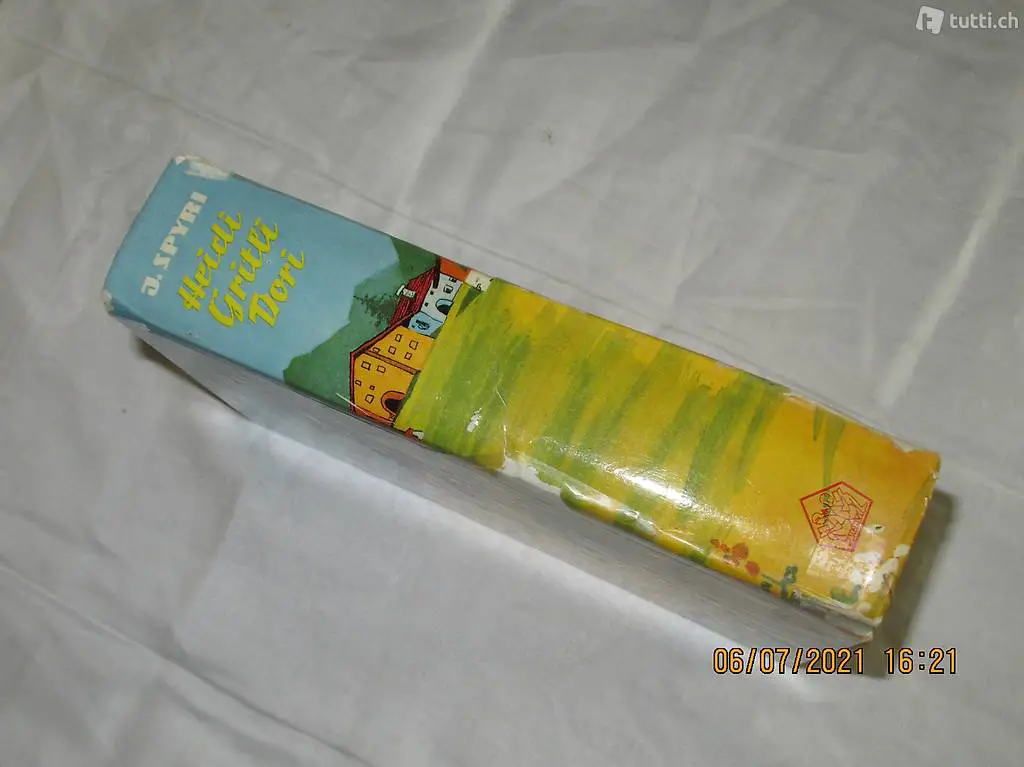 tutti.ch
J. SPYRI
Heidi
Gritli
Dori
06/07/2021 16:21